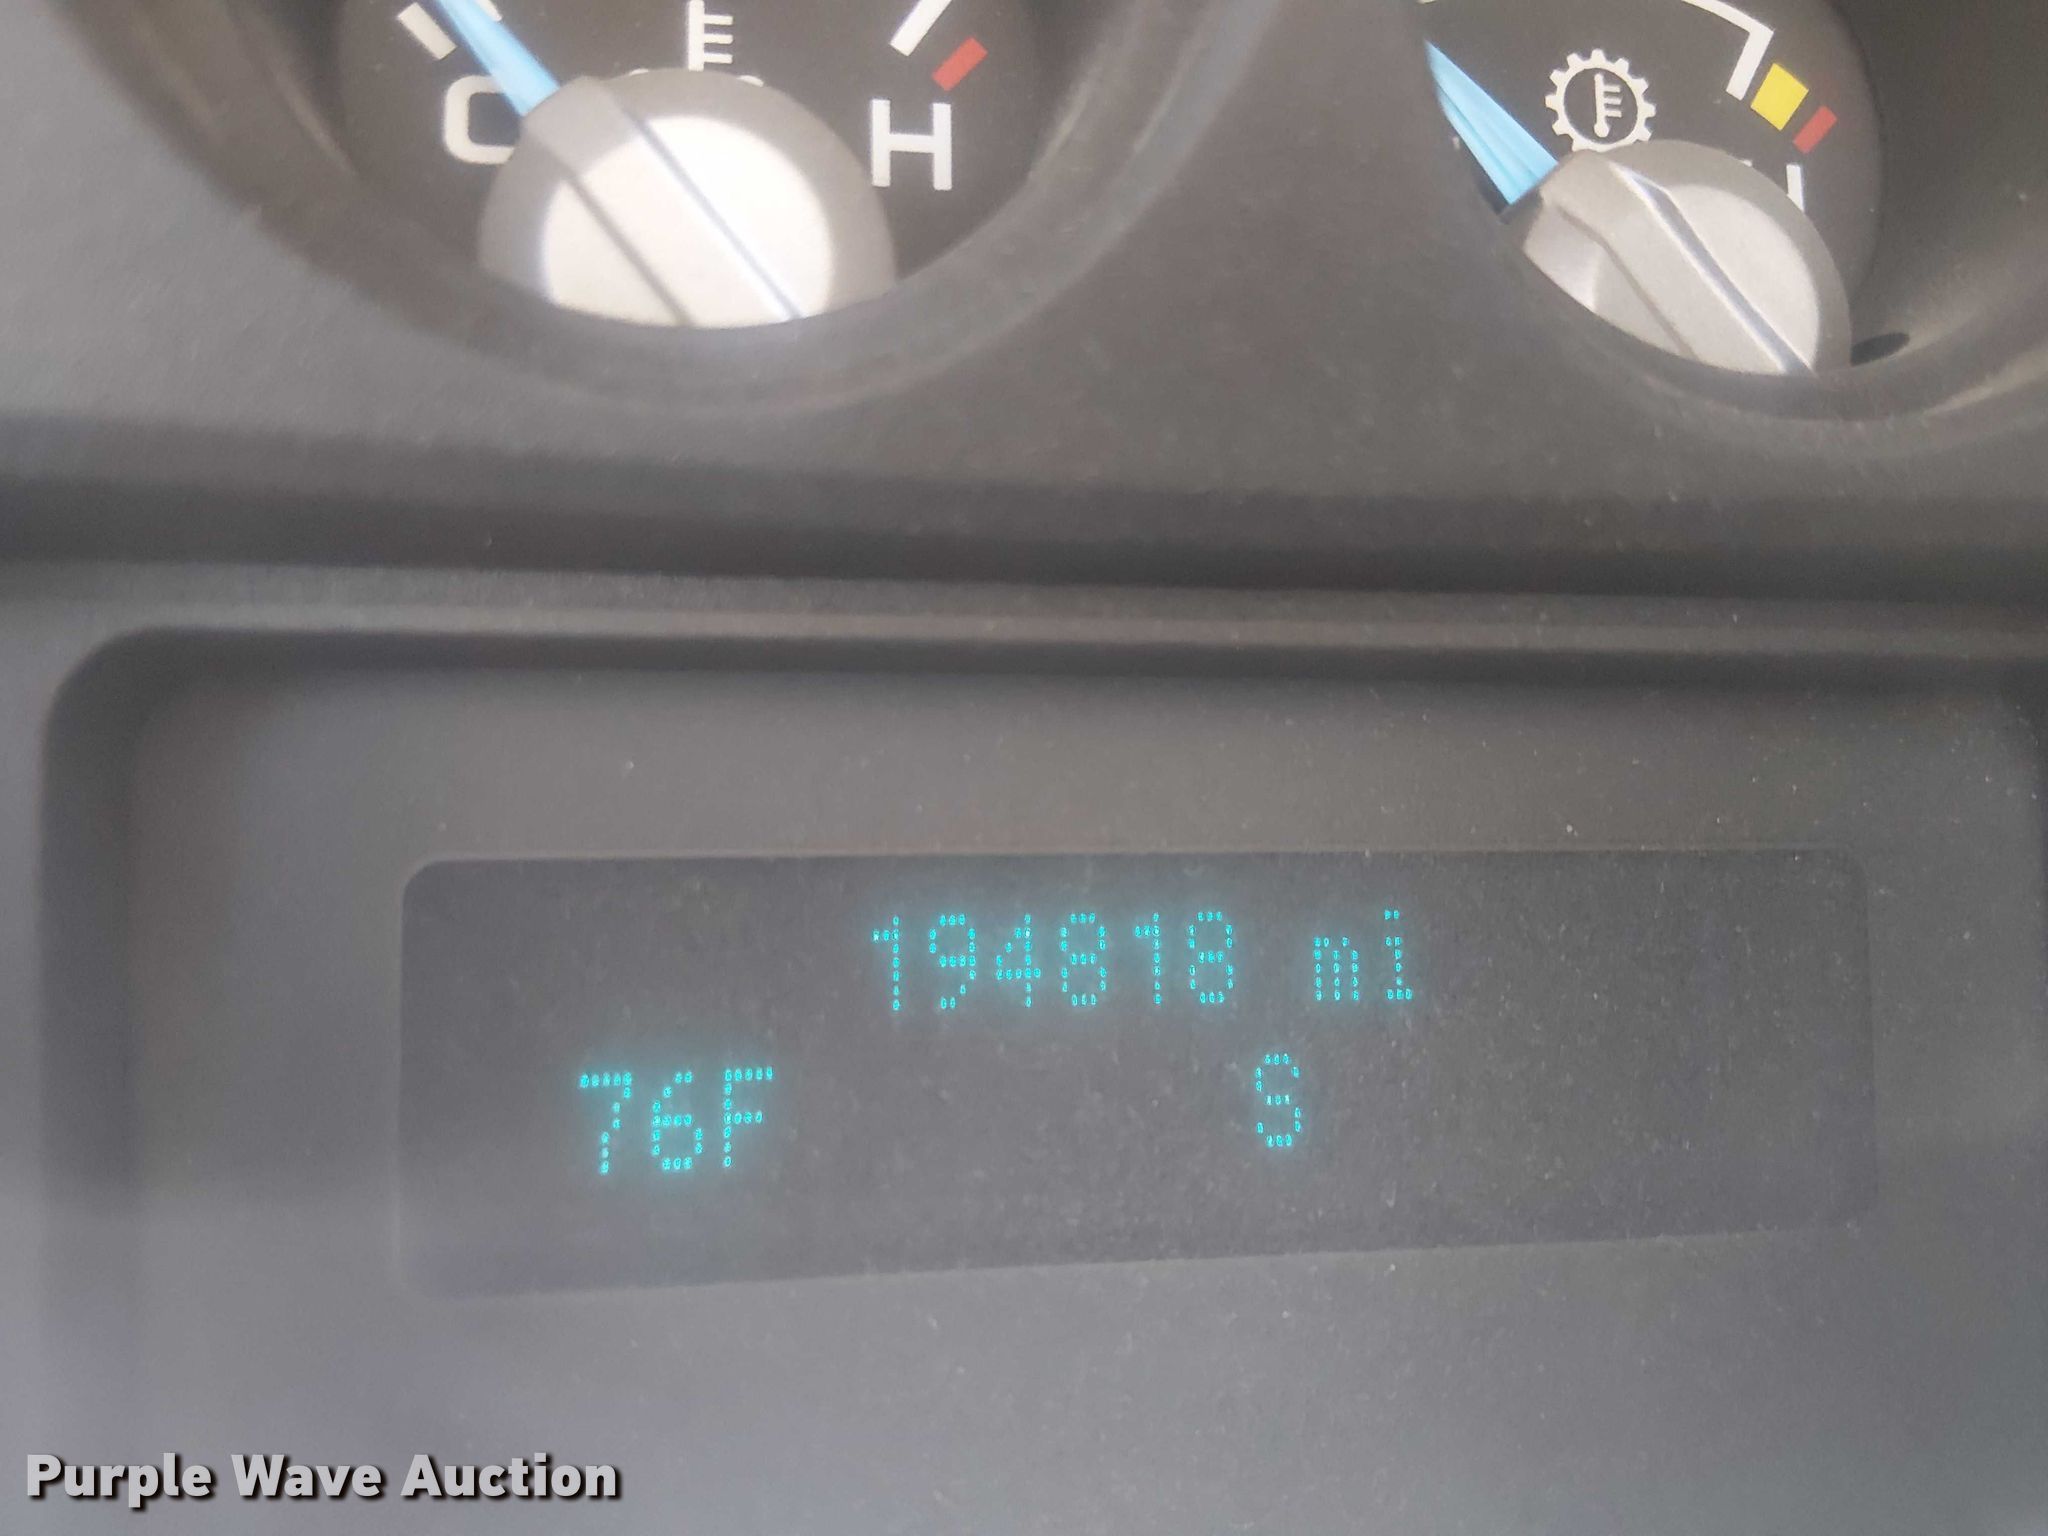 C H
194818 mi
76F S
Purple Wave Auction